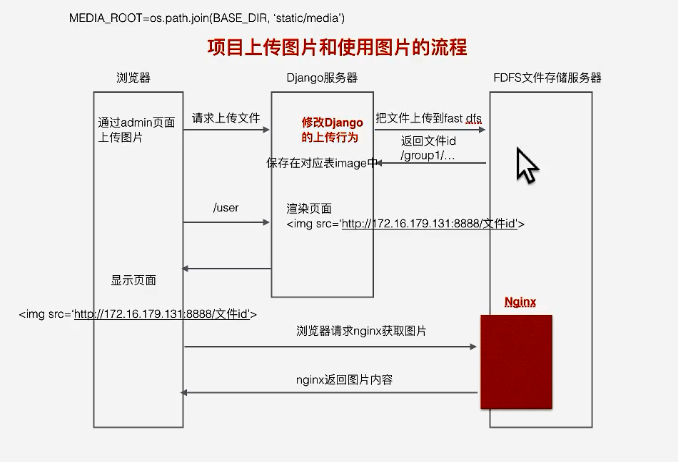 MEDIA_ROOT=os.path.join(BASE_DIR, ‘static/media’)
项目上传图片和使用图片的流程
浏览器
Django服务器
FDFS文件存储服务器
通过admin页面
上传图片
请求上传文件
修改Django
的上传行为
把文件上传到fast dfs
返回文件id
/group1/...
保存在对应表image中
/user
渲染页面
<img src=‘http://172.16.179.131:8888/文件id’>
显示页面
<img src=‘http://172.16.179.131:8888/文件id’>
Nginx
浏览器请求nginx获取图片
nginx返回图片内容